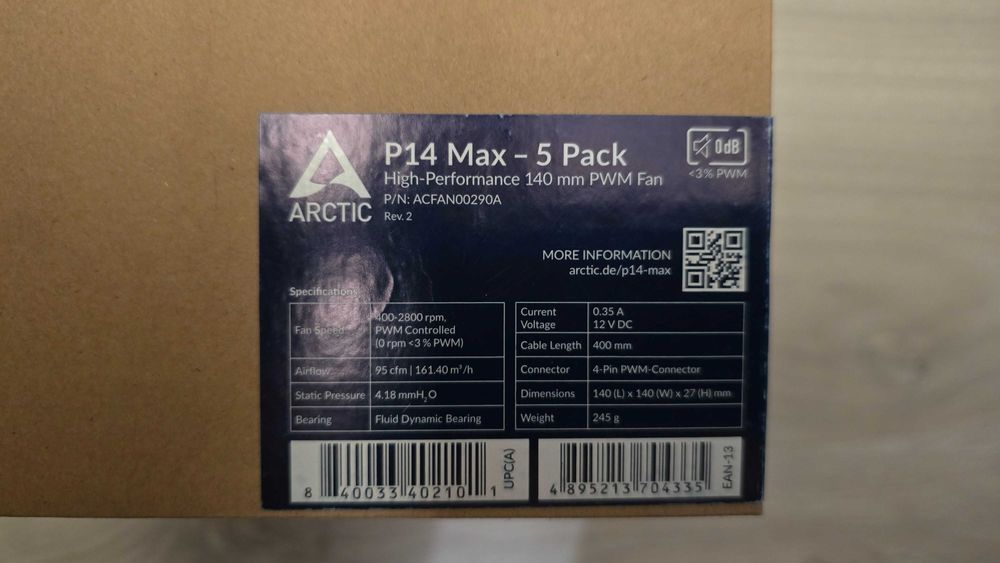 ARCTIC
P14 Max – 5 Pack
High-Performance 140 mm PWM Fan
P/N: ACFAN00290A
Rev. 2
0dB
<3% PWM
MORE INFORMATION
arctic.de/p14-max
Specifications
Fan Speed
400-2800 rpm,
PWM Controlled
(0 rpm <3 % PWM)
Airflow
95 cfm | 161.40 m³/h
Static Pressure
4.18 mmH₂O
Bearing
Fluid Dynamic Bearing
Current
0.35 A
Voltage
12 V DC
Cable Length
400 mm
Connector
4-Pin PWM-Connector
Dimensions
140 (L) x 140 (W) x 27 (H) mm
Weight
245 g
8 40033 40210 1
UPC(A)
4 895213 704335
EAN-13